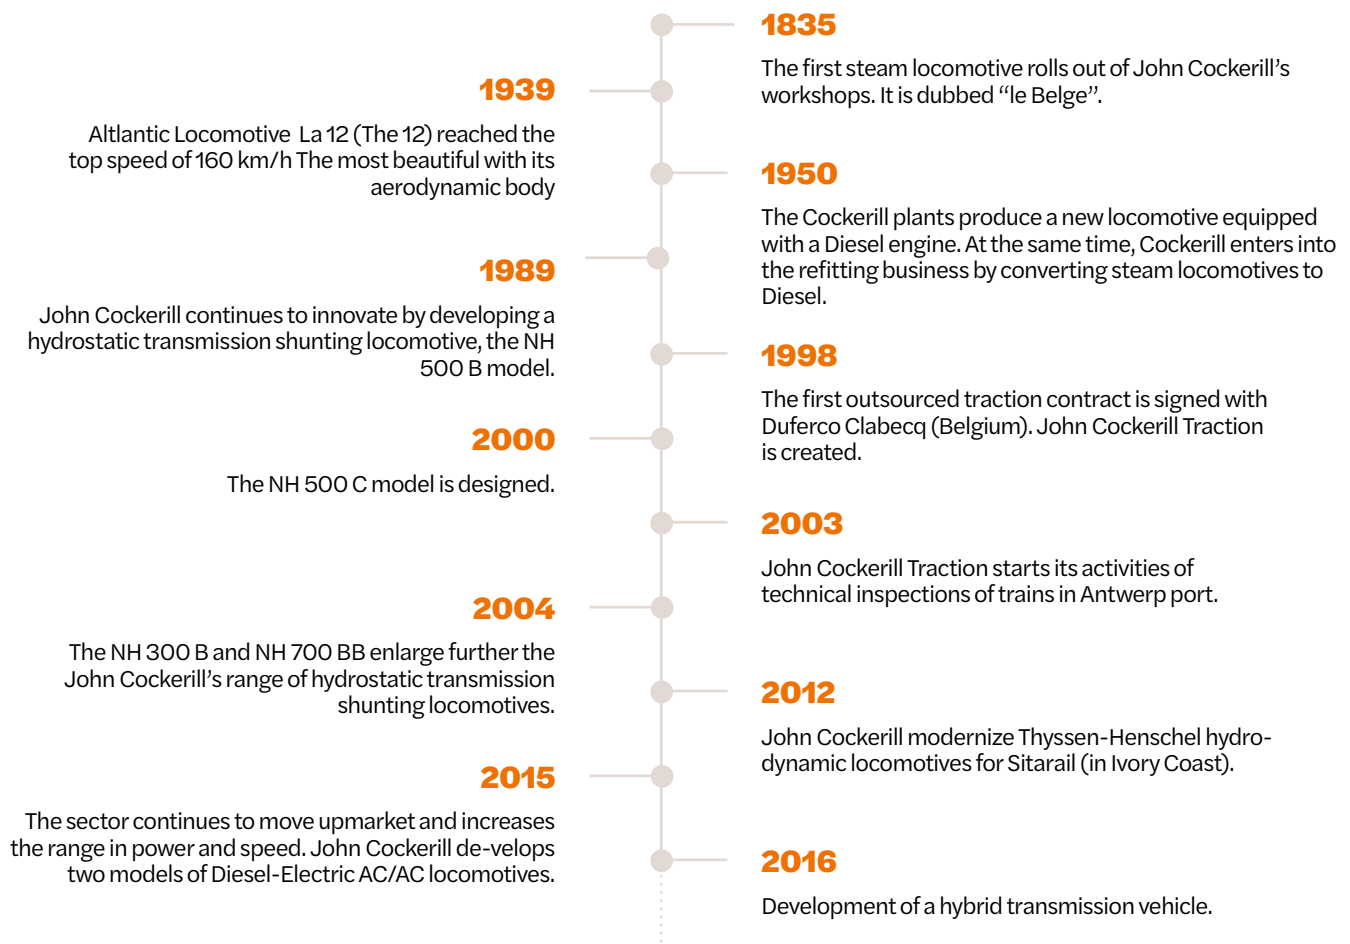 1835
The first steam locomotive rolls out of John Cockerill’s
workshops. It is dubbed “le Belge”.
1939
Altlantic Locomotive La 12 (The 12) reached the
top speed of 160 km/h The most beautiful with its
aerodynamic body
1950
The Cockerill plants produce a new locomotive equipped
with a Diesel engine. At the same time, Cockerill enters into
the refitting business by converting steam locomotives to
Diesel.
1989
John Cockerill continues to innovate by developing a
hydrostatic transmission shunting locomotive, the NH
500 B model.
1998
The first outsourced traction contract is signed with
Duferco Clabecq (Belgium). John Cockerill Traction
is created.
2000
The NH 500 C model is designed.
2003
John Cockerill Traction starts its activities of
technical inspections of trains in Antwerp port.
2004
The NH 300 B and NH 700 BB enlarge further the
John Cockerill’s range of hydrostatic transmission
shunting locomotives.
2012
John Cockerill modernize Thyssen-Henschel hydro-
dynamic locomotives for Sitarail (in Ivory Coast).
2015
The sector continues to move upmarket and increases
the range in power and speed. John Cockerill de-velops
two models of Diesel-Electric AC/AC locomotives.
2016
Development of a hybrid transmission vehicle.